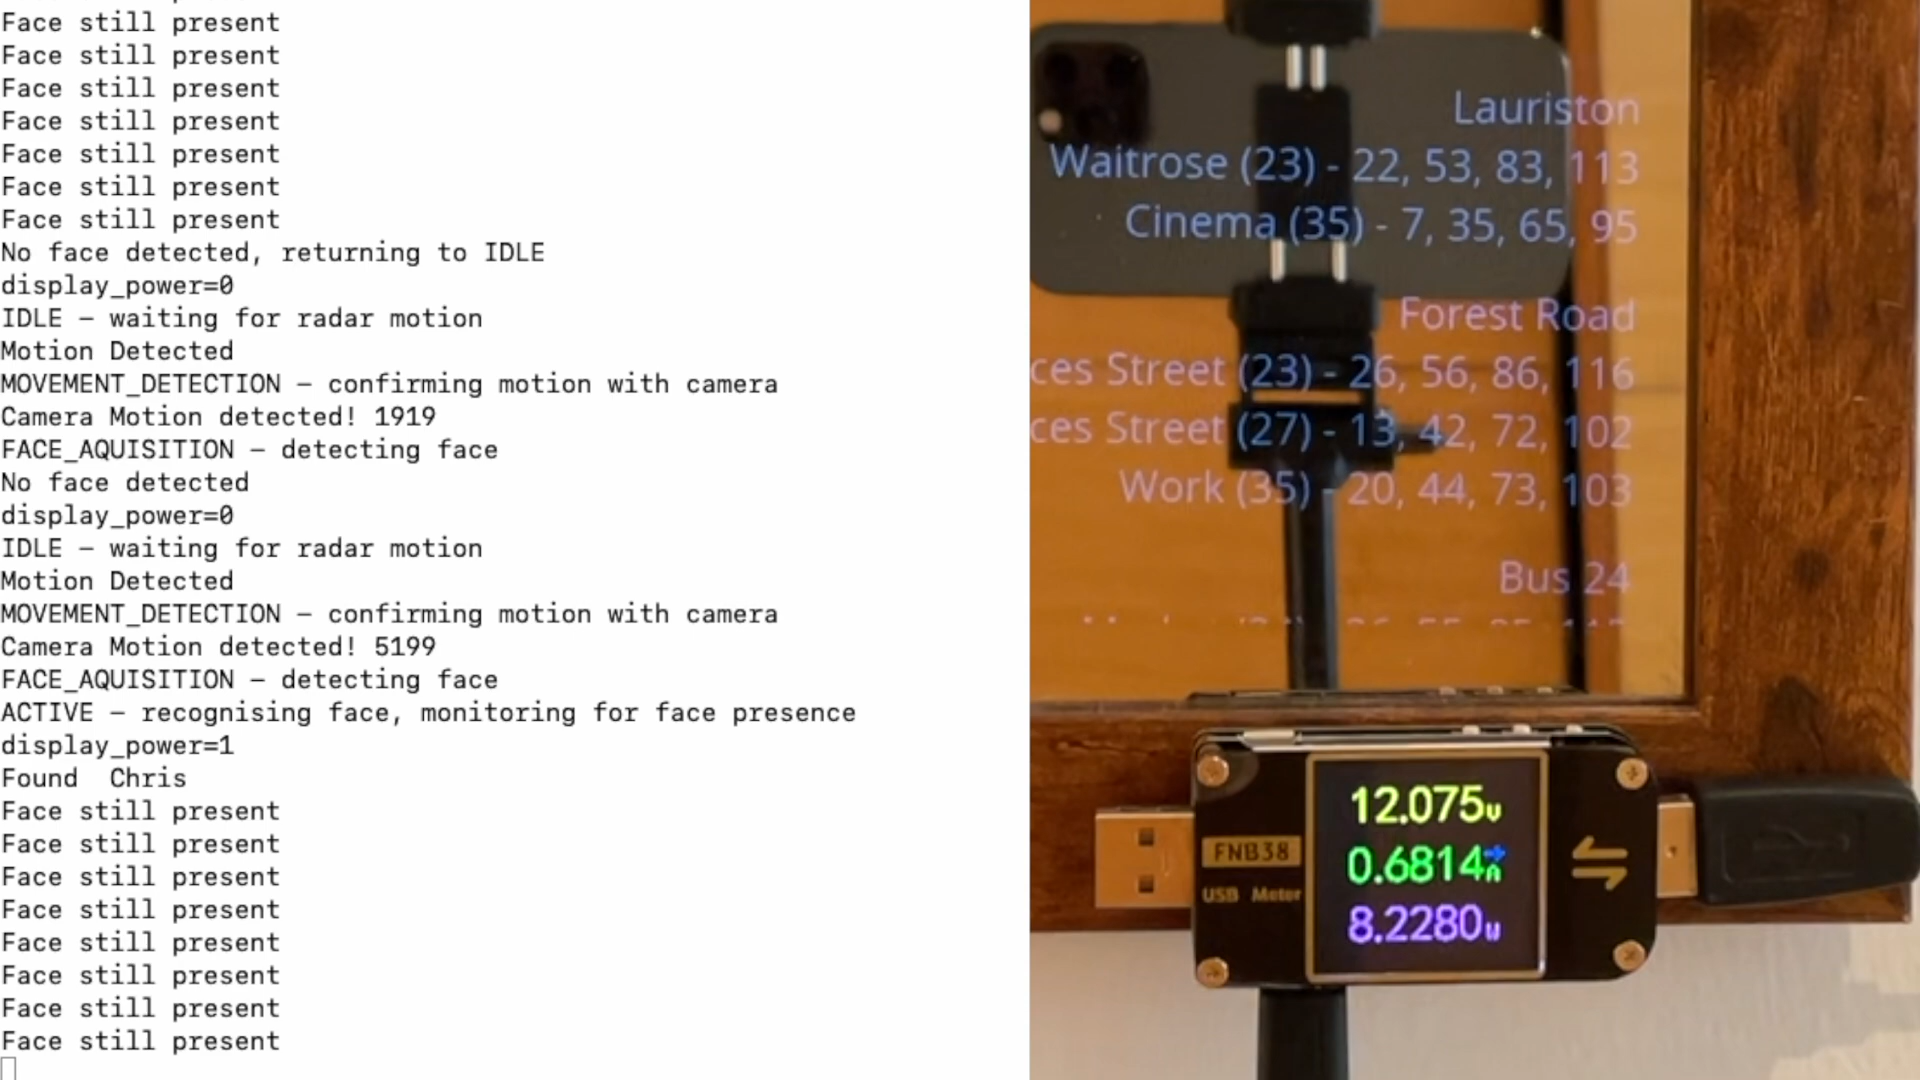 Face still present
Face still present
Face still present
Face still present
Face still present
Face still present
Face still present
No face detected, returning to IDLE
display_power=0
IDLE – waiting for radar motion
Motion Detected
MOVEMENT_DETECTION – confirming motion with camera
Camera Motion detected! 1919
FACE_AQUISITION – detecting face
No face detected
display_power=0
IDLE – waiting for radar motion
Motion Detected
MOVEMENT_DETECTION – confirming motion with camera
Camera Motion detected! 5199
FACE_AQUISITION – detecting face
ACTIVE – recognising face, monitoring for face presence
display_power=1
Found  Chris
Face still present
Face still present
Face still present
Face still present
Face still present
Face still present
Face still present
Face still present
Lauriston
Waitrose (23) - 22, 53, 83, 113
Cinema (35) - 7, 35, 65, 95
Forest Road
ces Street (23) - 26, 56, 86, 116
ces Street (27) - 13, 42, 72, 102
Work (35) - 20, 44, 73, 103
Bus 24
12.075V
FNB38
0.6814A
USB Meter
8.2280W